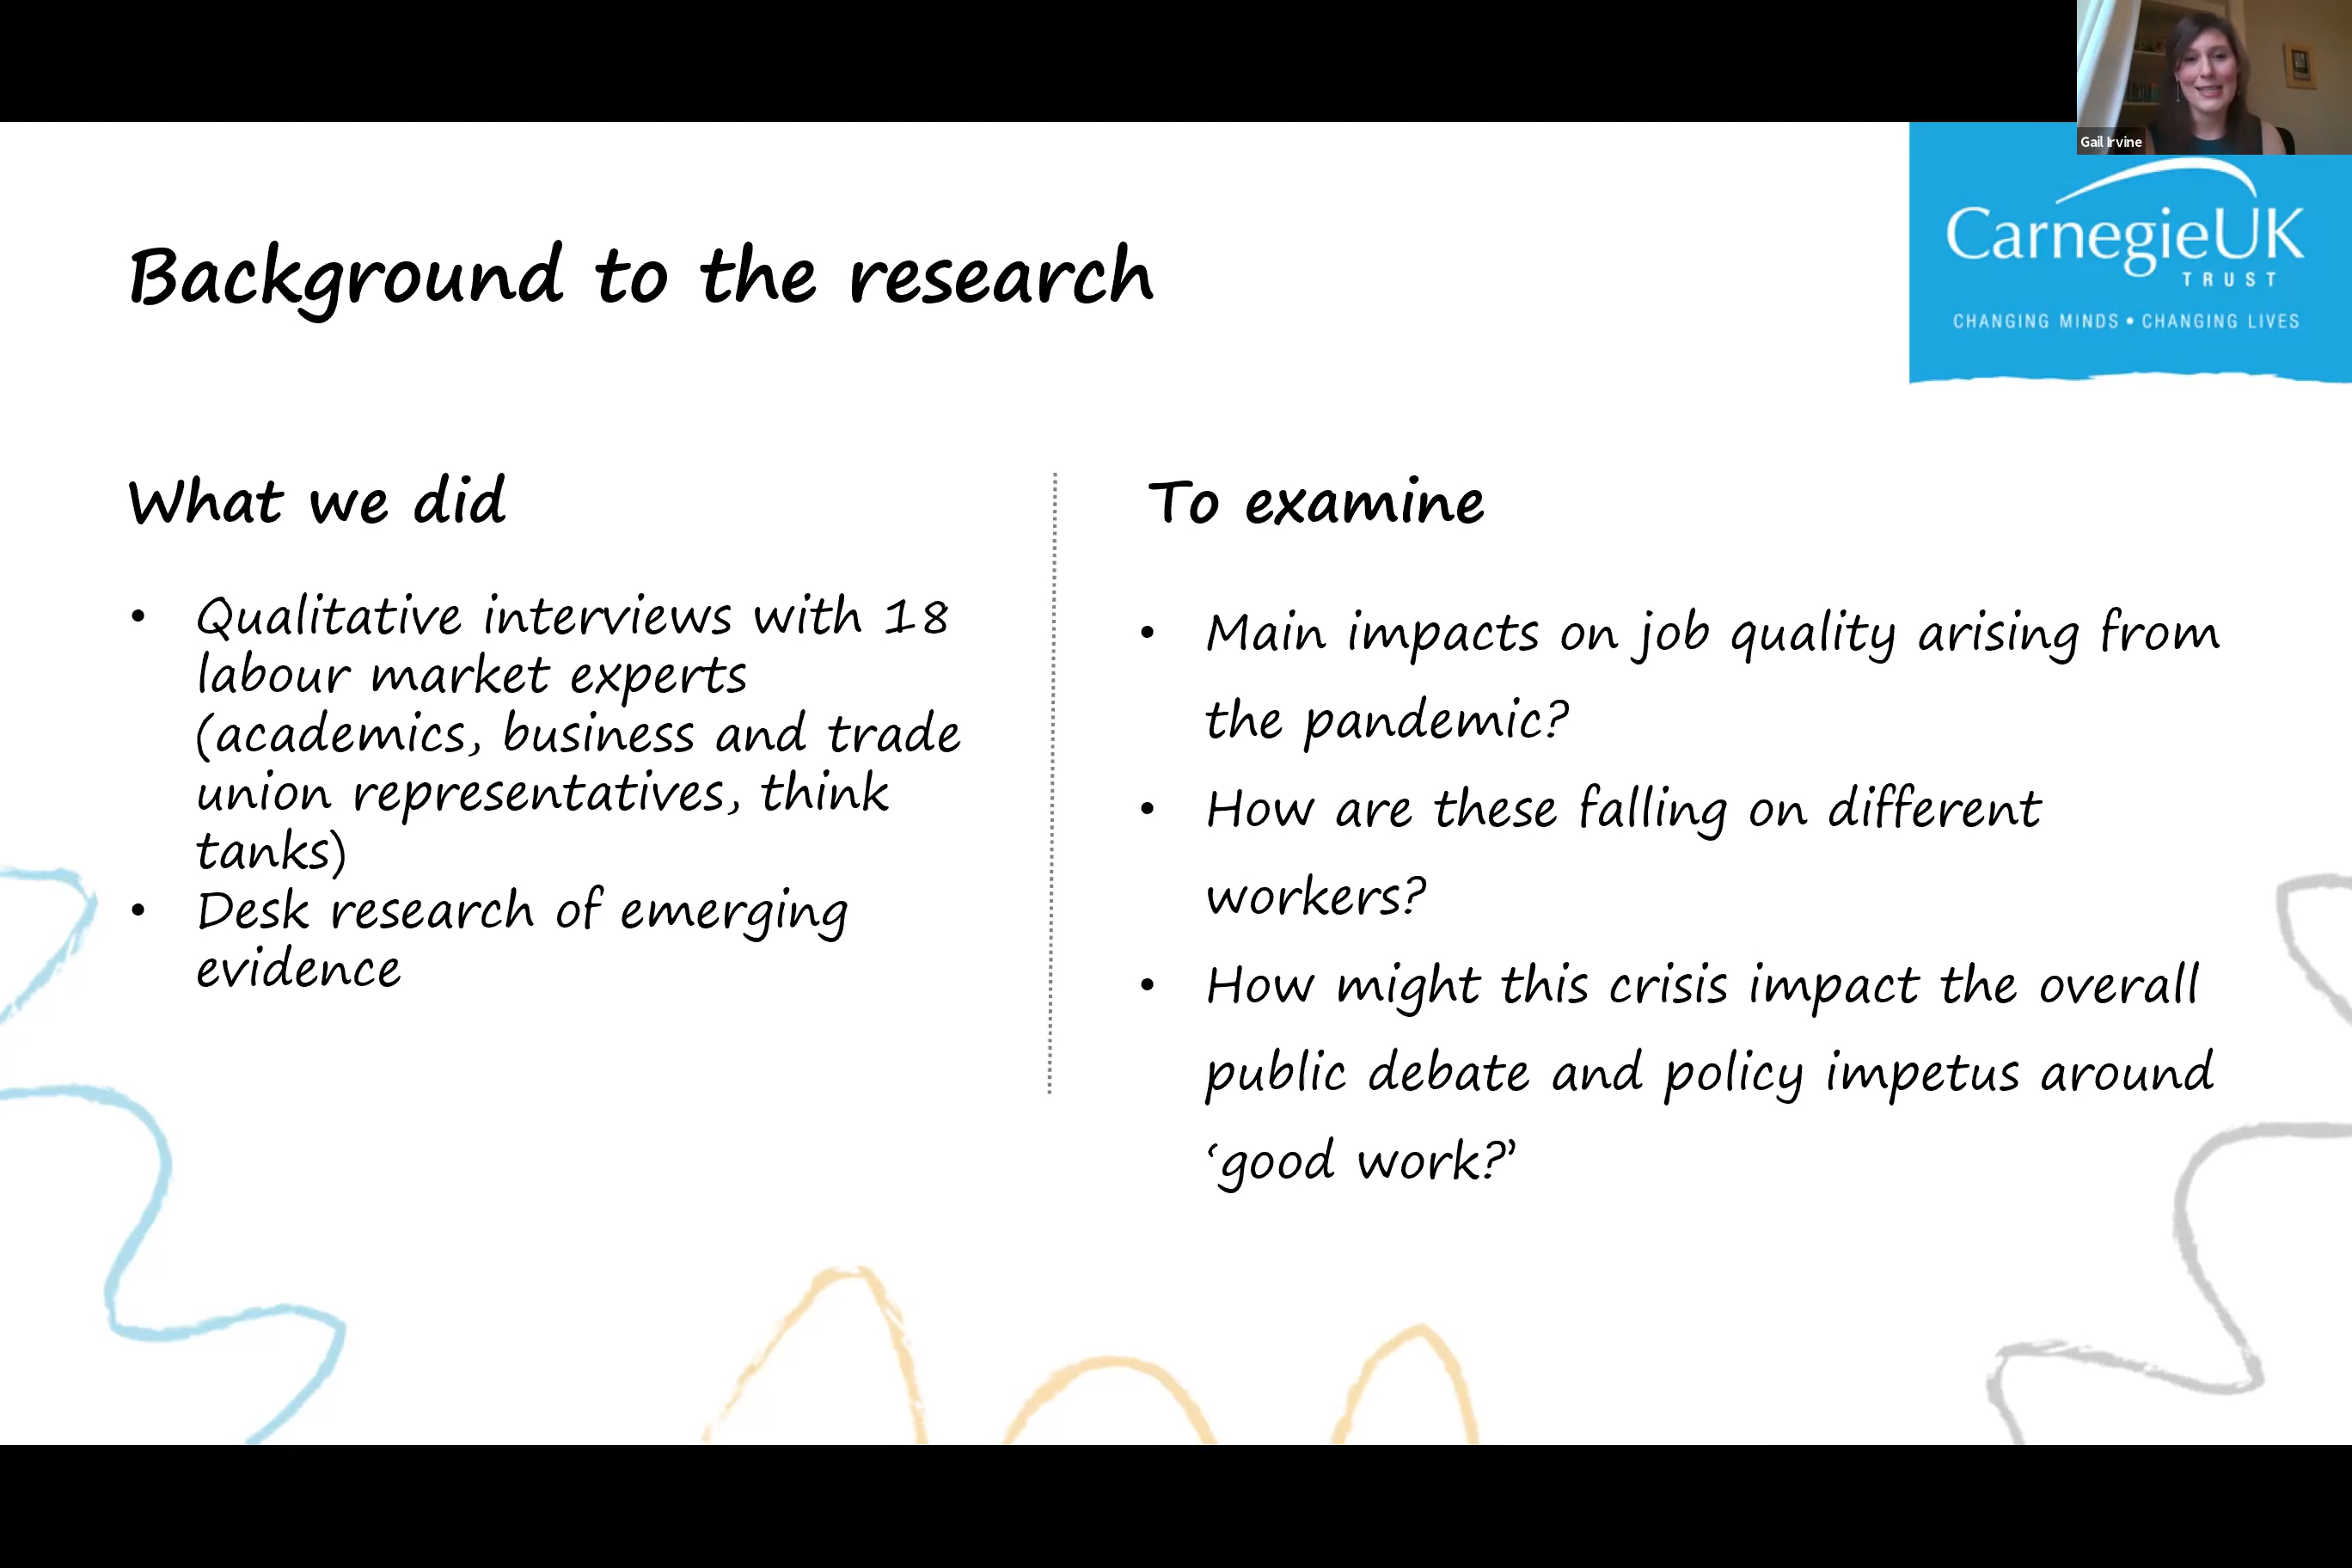 Gail Irvine
CarnegieUK
TRUST
CHANGING MINDS • CHANGING LIVES
Background to the research
What we did
• Qualitative interviews with 18
labour market experts
(academics, business and trade
union representatives, think
tanks)
• Desk research of emerging
evidence
To examine
• Main impacts on job quality arising from
the pandemic?
• How are these falling on different
workers?
• How might this crisis impact the overall
public debate and policy impetus around
‘good work?’